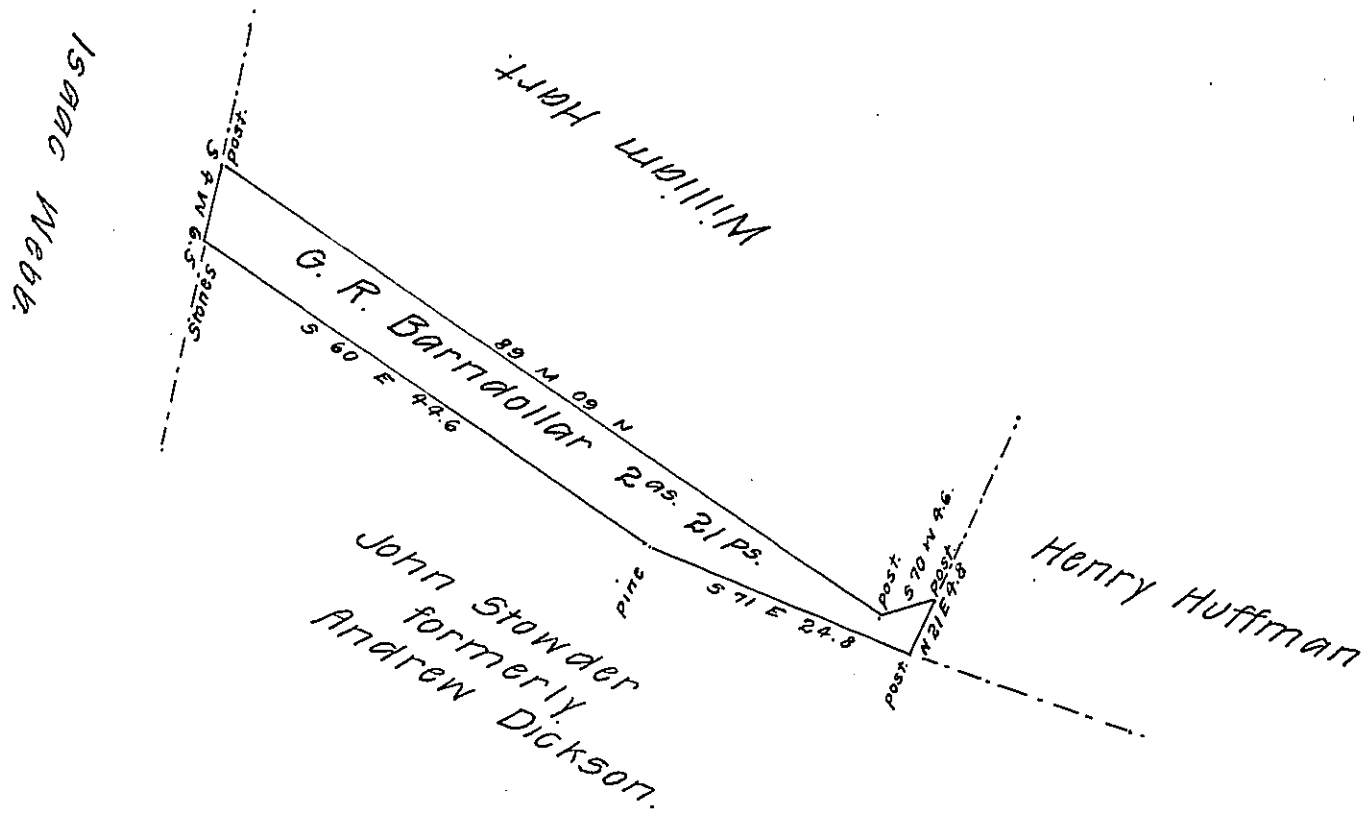 Isaac Webb.
William Hart.
post.
S 4 W 6.5.
stones
G. R. Barndollar 2as. 21ps.
N 60 W 68
S 60 E 44.6
pine
S 71 E 24.8
post.
N 21 E 4.8
post.
S 70 W 4.6.
post.
John Stowder
formerly
Andrew Dickson.
Henry Huffman